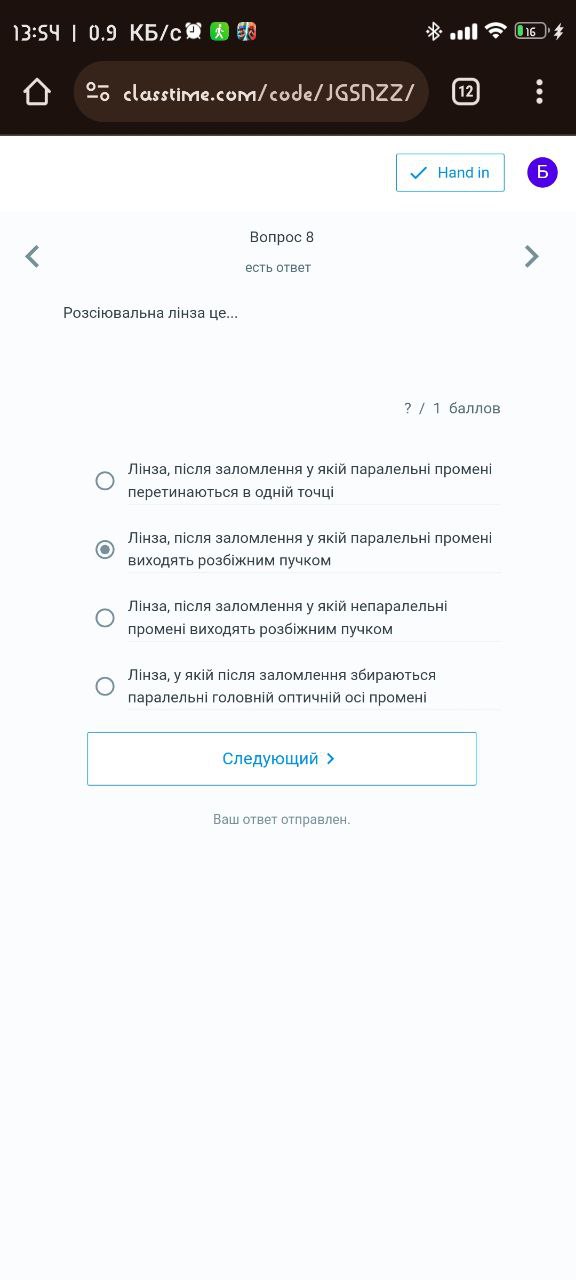 13:54 | 0.9 КБ/с
16
classtime.com/code/JGSNZZ/
12
Hand in
Б
Вопрос 8
есть ответ
Розсіювальна лінза це...
? / 1 баллов
Лінза, після заломлення у якій паралельні промені
перетинаються в одній точці
Лінза, після заломлення у якій паралельні промені
виходять розбіжним пучком
Лінза, після заломлення у якій непаралельні
промені виходять розбіжним пучком
Лінза, у якій після заломлення збираються
паралельні головній оптичній осі промені
Следующий
Ваш ответ отправлен.